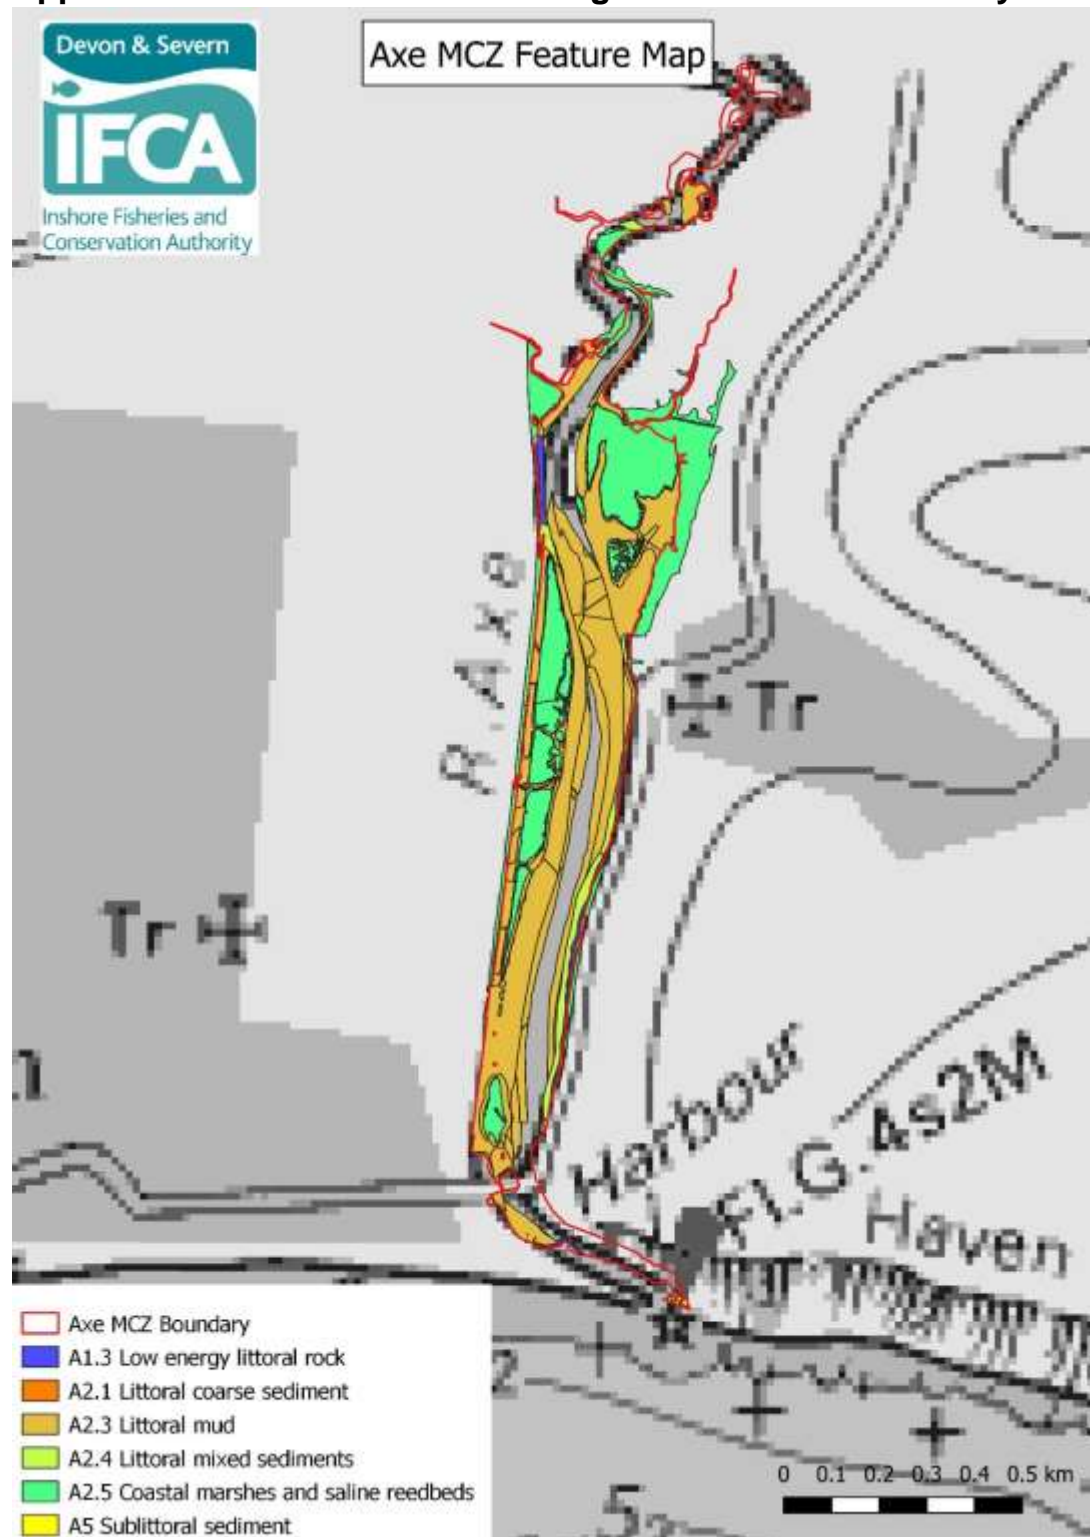 Axe MCZ Feature Map
Devon & Severn
IFCA
Inshore Fisheries and
Conservation Authority
R. Axe
Tr
Tr
n
Harbour
Fl.G.4s2M
Haven
2
5
Axe MCZ Boundary
A1.3 Low energy littoral rock
A2.1 Littoral coarse sediment
A2.3 Littoral mud
A2.4 Littoral mixed sediments
A2.5 Coastal marshes and saline reedbeds
A5 Sublittoral sediment
0 0.1 0.2 0.3 0.4 0.5 km